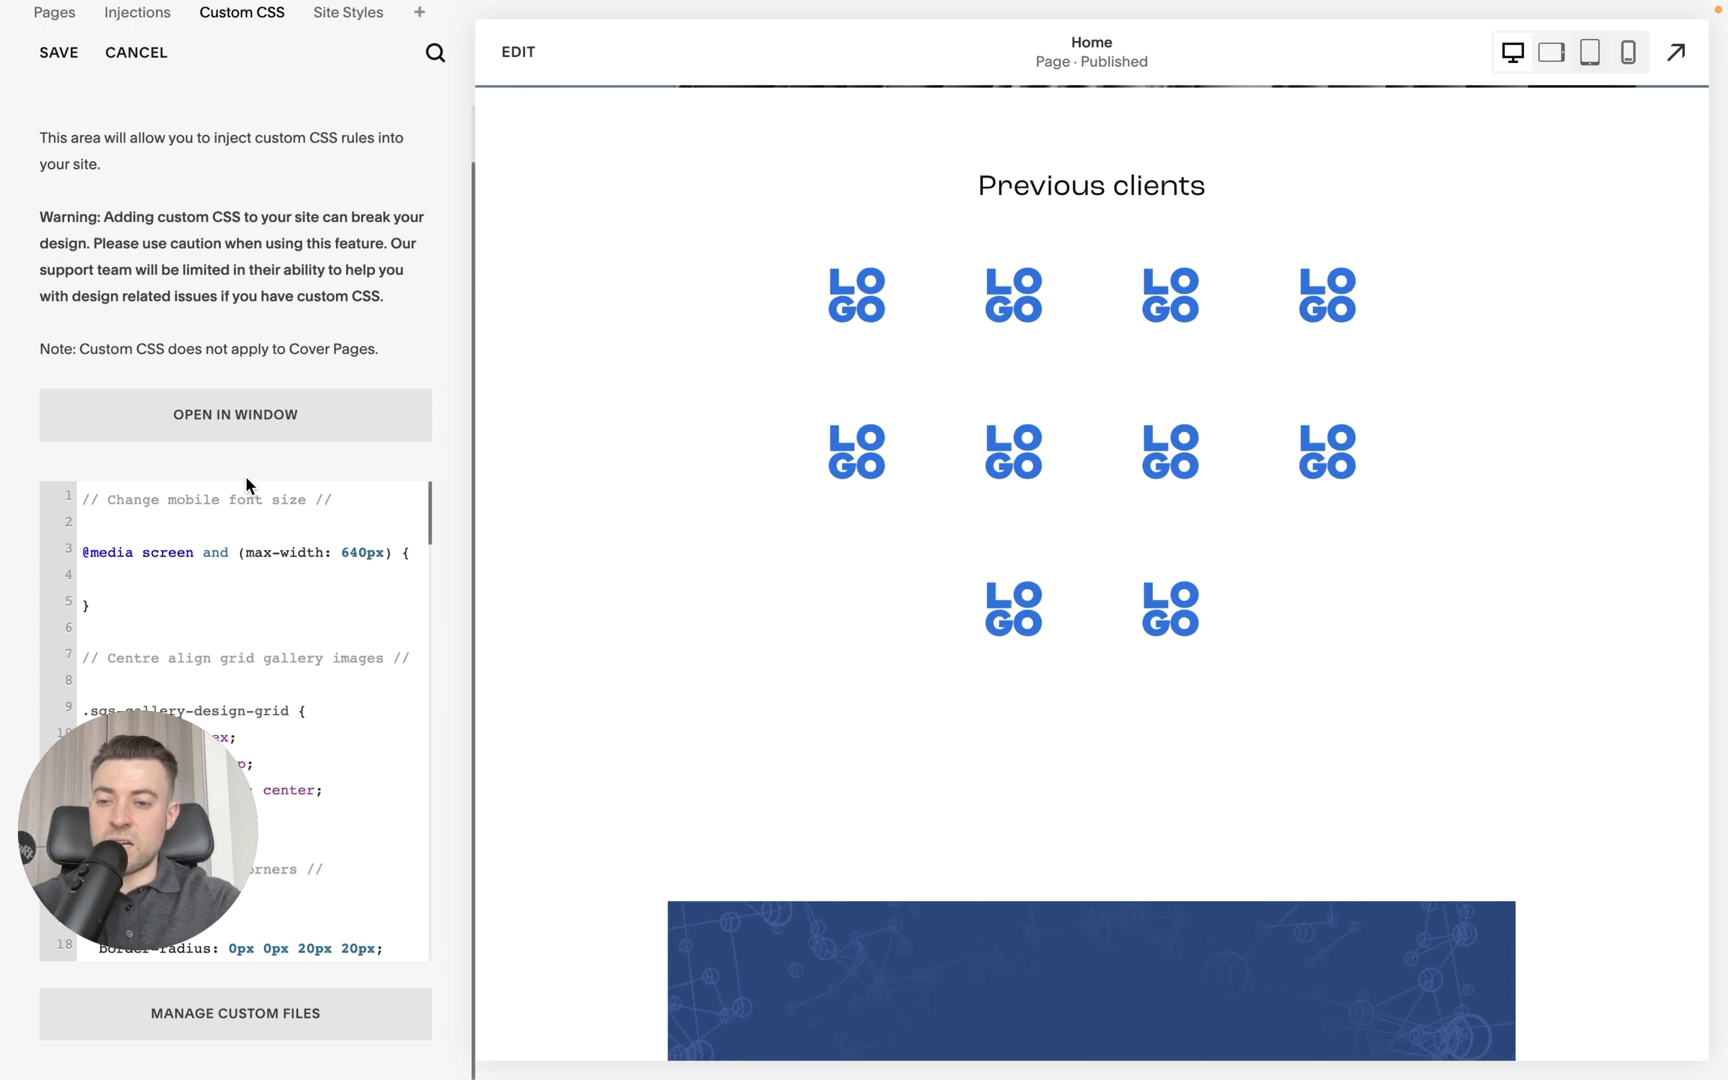 Pages Injections Custom CSS Site Styles +
SAVE CANCEL
This area will allow you to inject custom CSS rules into
your site.
Warning: Adding custom CSS to your site can break your
design. Please use caution when using this feature. Our
support team will be limited in their ability to help you
with design related issues if you have custom CSS.
Note: Custom CSS does not apply to Cover Pages.
OPEN IN WINDOW
1 // Change mobile font size //
2
3 @media screen and (max-width: 640px) {
4
5 }
6
7 // Centre align grid gallery images //
8
9 .sqs-gallery-design-grid {
ex;
p;
center;
orners //
18 border-radius: 0px 0px 20px 20px;
MANAGE CUSTOM FILES
EDIT
Home
Page · Published
Previous clients
LO
GO
LO
GO
LO
GO
LO
GO
LO
GO
LO
GO
LO
GO
LO
GO
LO
GO
LO
GO